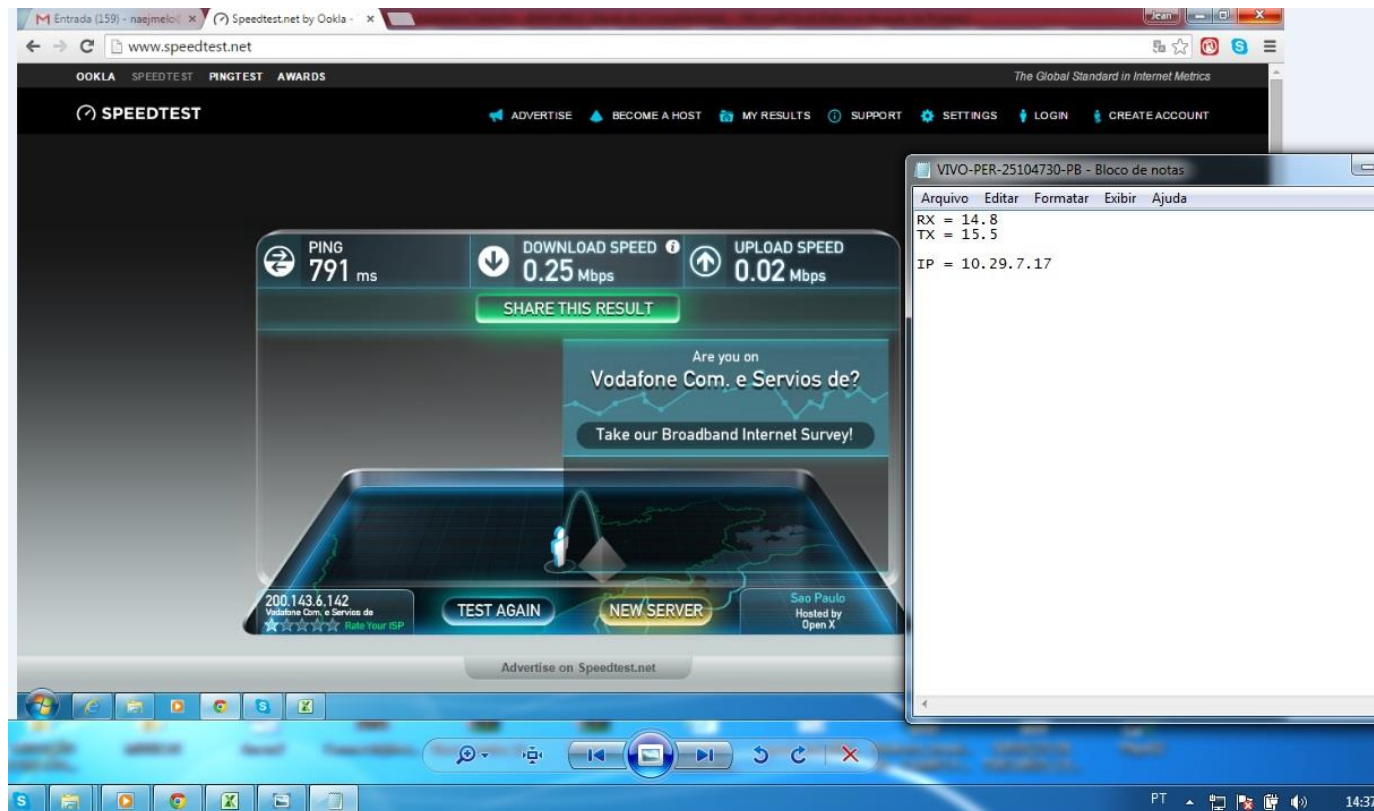 Entrada (159) - naejmelo
Speedtest.net by Ookla -
Jean
www.speedtest.net
OOKLA SPEEDTEST PINGTEST AWARDS
The Global Standard in Internet Metrics
SPEEDTEST
ADVERTISE BECOME A HOST MY RESULTS SUPPORT SETTINGS LOGIN CREATE ACCOUNT
VIVO-PER-25104730-PB - Bloco de notas
Arquivo Editar Formatar Exibir Ajuda
RX = 14.8
TX = 15.5
IP = 10.29.7.17
PING
791 ms
DOWNLOAD SPEED
0.25 Mbps
UPLOAD SPEED
0.02 Mbps
SHARE THIS RESULT
Are you on
Vodafone Com. e Servios de?
Take our Broadband Internet Survey!
200.143.6.142
Vodafone Com. e Servios de
Rate Your ISP
TEST AGAIN
NEW SERVER
Sao Paulo
Hosted by
Open X
Advertise on Speedtest.net
PT
14:37